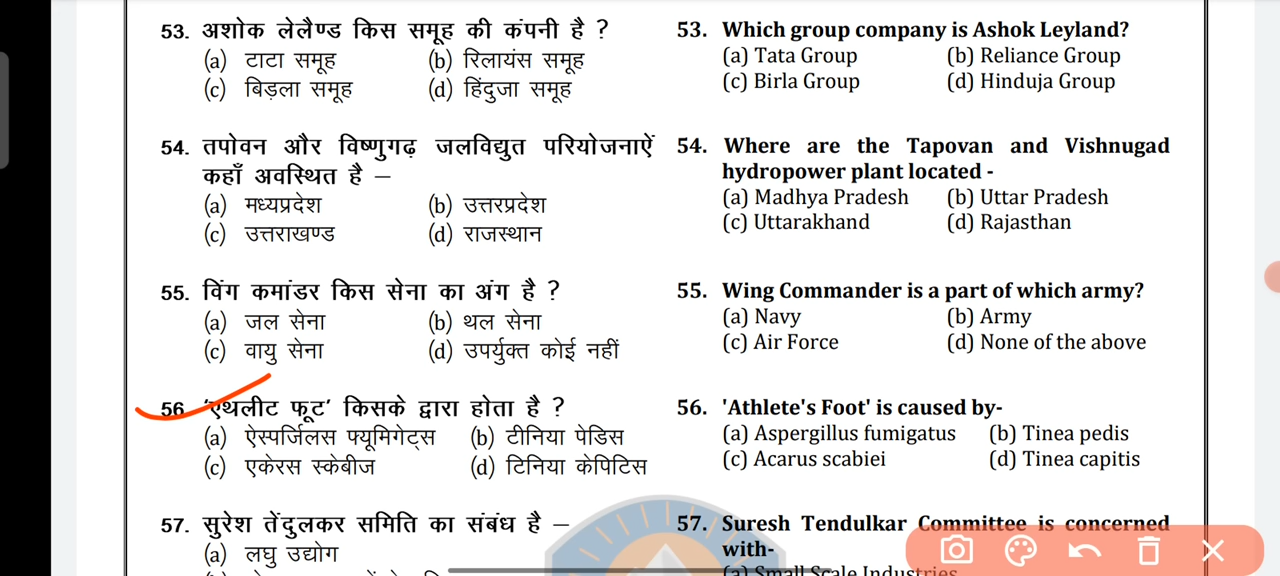 53. अशोक लेलैण्ड किस समूह की कंपनी है ?
(a) टाटा समूह (b) रिलायंस समूह
(c) बिड़ला समूह (d) हिंदुजा समूह
54. तपोवन और विष्णुगढ़ जलविद्युत परियोजनाएँ
कहाँ अवस्थित है –
(a) मध्यप्रदेश (b) उत्तरप्रदेश
(c) उत्तराखण्ड (d) राजस्थान
55. विंग कमांडर किस सेना का अंग है ?
(a) जल सेना (b) थल सेना
(c) वायु सेना (d) उपर्युक्त कोई नहीं
56. 'एथलीट फूट' किसके द्वारा होता है ?
(a) ऐस्पर्जिलस फ्यूमिगेट्स (b) टीनिया पेडिस
(c) एकेरस स्केबीज (d) टिनिया केपिटिस
57. सुरेश तेंदुलकर समिति का संबंध है –
(a) लघु उद्योग
53. Which group company is Ashok Leyland?
(a) Tata Group (b) Reliance Group
(c) Birla Group (d) Hinduja Group
54. Where are the Tapovan and Vishnugad
hydropower plant located -
(a) Madhya Pradesh (b) Uttar Pradesh
(c) Uttarakhand (d) Rajasthan
55. Wing Commander is a part of which army?
(a) Navy (b) Army
(c) Air Force (d) None of the above
56. 'Athlete's Foot' is caused by-
(a) Aspergillus fumigatus (b) Tinea pedis
(c) Acarus scabiei (d) Tinea capitis
57. Suresh Tendulkar Committee is concerned
with-
(a) Small Scale Industries